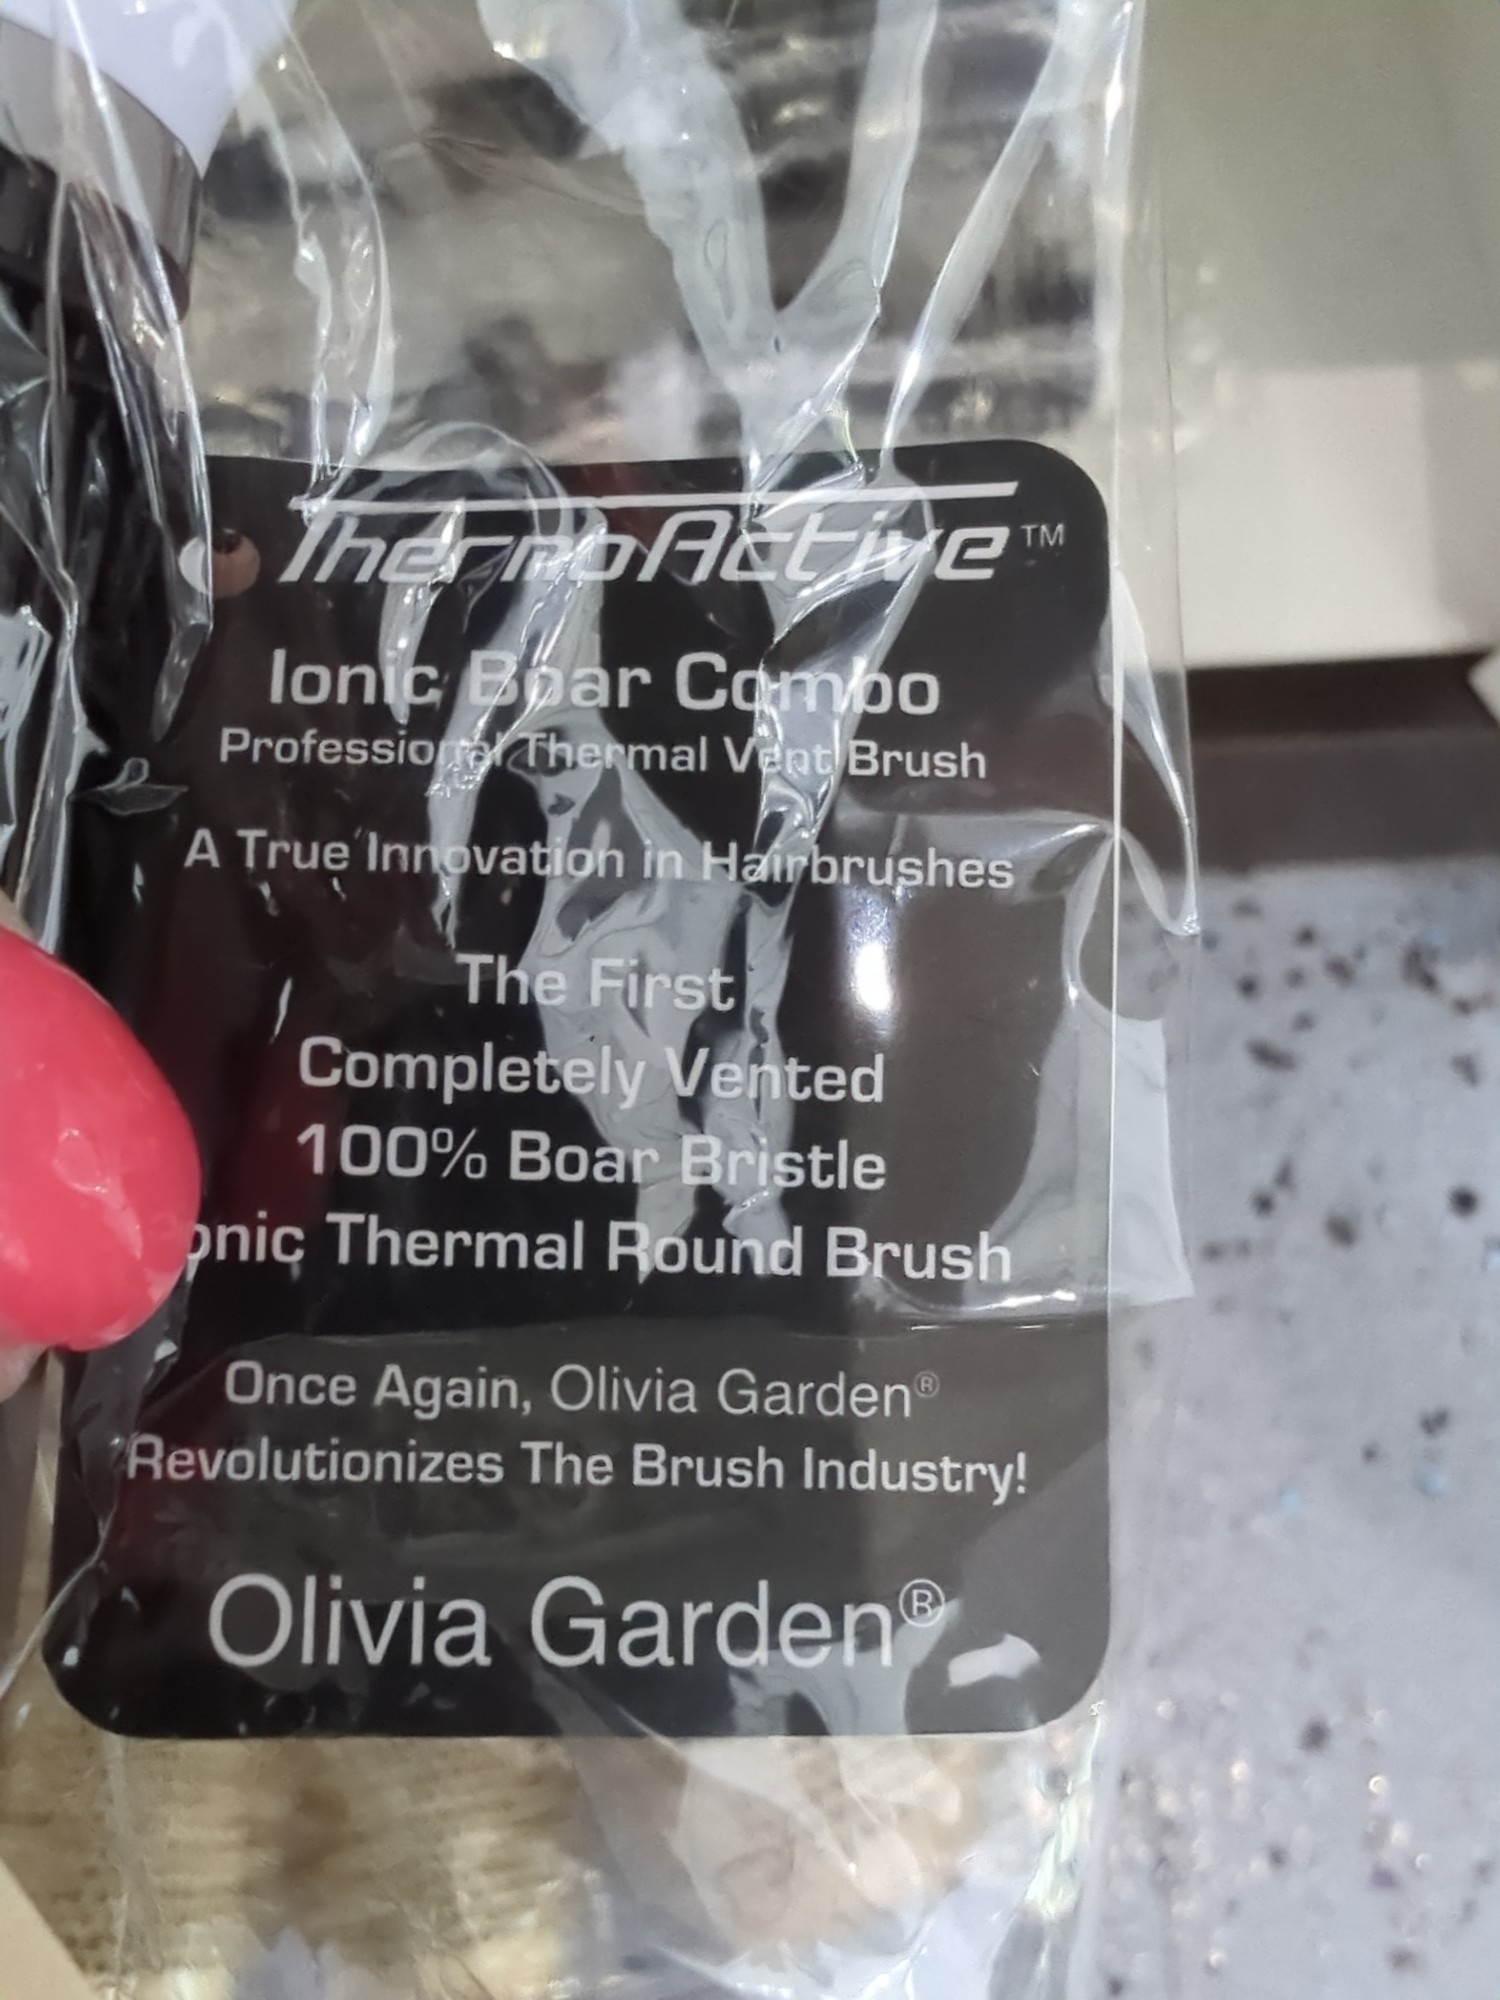 ThermoActive™
Ionic Boar Combo
Professional Thermal Vent Brush
A True Innovation in Hairbrushes
The First
Completely Vented
100% Boar Bristle
onic Thermal Round Brush
Once Again, Olivia Garden®
Revolutionizes The Brush Industry!
Olivia Garden®